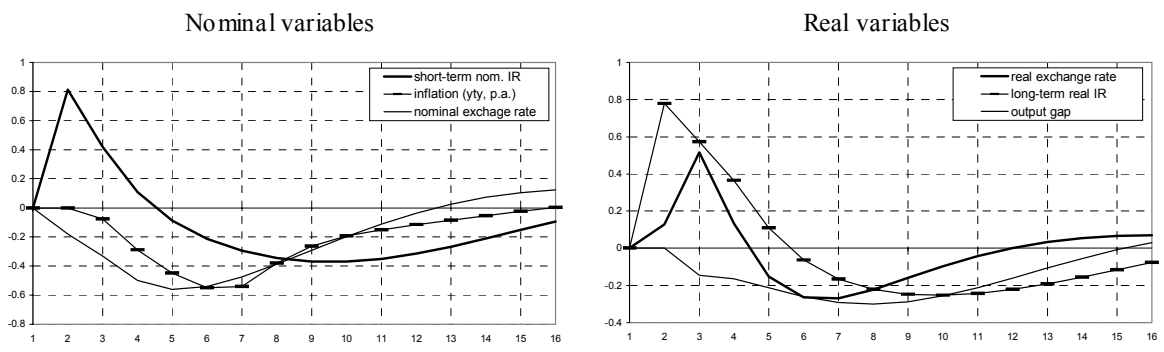 Nominal variables
1
0.8
0.6
0.4
0.2
0
-0.2
-0.4
-0.6
-0.8
1 2 3 4 5 6 7 8 9 10 11 12 13 14 15 16
short-term nom. IR
inflation (yty, p.a.)
nominal exchage rate
Real variables
1
0.8
0.6
0.4
0.2
0
-0.2
-0.4
1 2 3 4 5 6 7 8 9 10 11 12 13 14 15 16
real exchange rate
long-term real IR
output gap